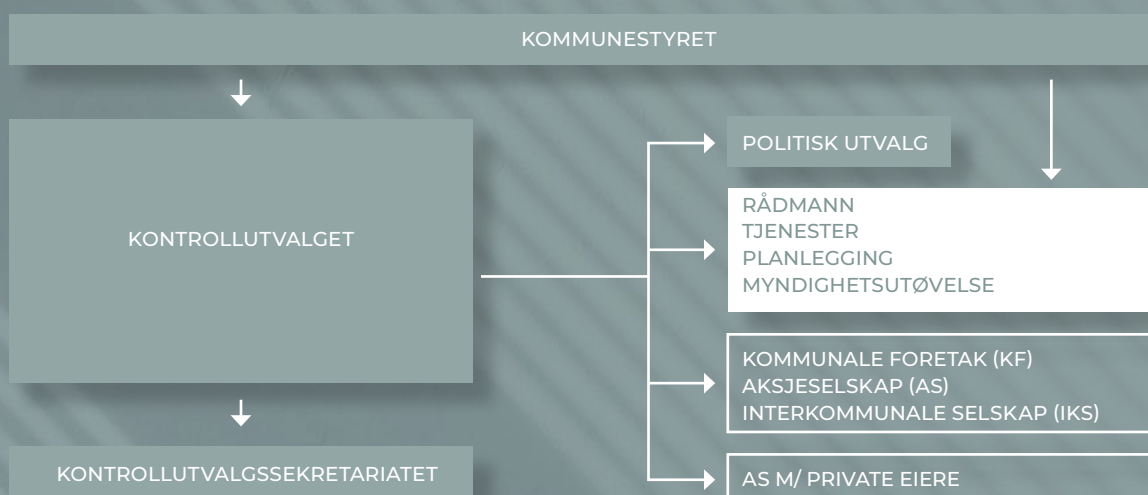 KOMMUNESTYRET
KONTROLLUTVALGET
KONTROLLUTVALGSSEKRETARIATET
POLITISK UTVALG
RÅDMANN
TJENESTER
PLANLEGGING
MYNDIGHETSUTØVELSE
KOMMUNALE FORETAK (KF)
AKSJESELSKAP (AS)
INTERKOMMUNALE SELSKAP (IKS)
AS M/ PRIVATE EIERE